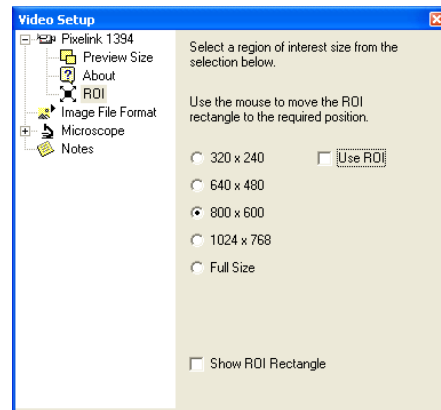 Video Setup
Pixelink 1394
Preview Size
About
ROI
Image File Format
Microscope
Notes
Select a region of interest size from the
selection below.
Use the mouse to move the ROI
rectangle to the required position.
320 x 240
Use ROI
640 x 480
800 x 600
1024 x 768
Full Size
Show ROI Rectangle